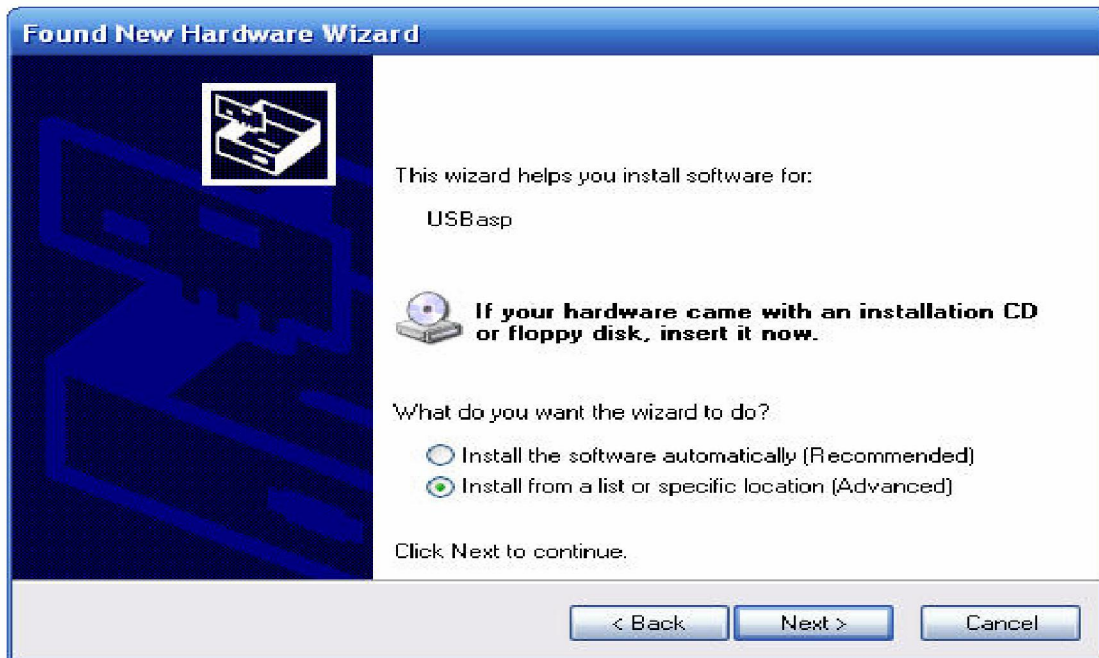 Found New Hardware Wizard
This wizard helps you install software for:
USBasp
If your hardware came with an installation CD
or floppy disk, insert it now.
What do you want the wizard to do?
Install the software automatically (Recommended)
Install from a list or specific location (Advanced)
Click Next to continue.
< Back Next > Cancel